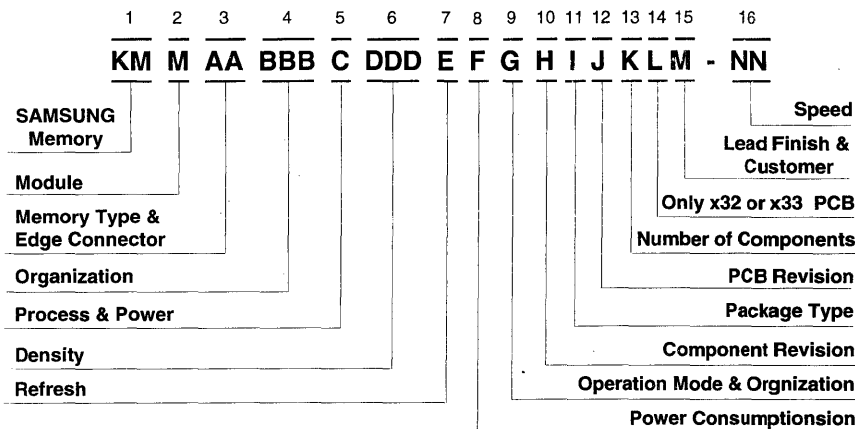 1 2 3 4 5 6 7 8 9 10 11 12 13 14 15 16
KM M AA BBB C DDD E F G H I J K L M - NN
SAMSUNG
Memory
Module
Memory Type &
Edge Connector
Organization
Process & Power
Density
Refresh
Speed
Lead Finish &
Customer
Only x32 or x33 PCB
Number of Components
PCB Revision
Package Type
Component Revision
Operation Mode & Orgnization
Power Consumptionsion